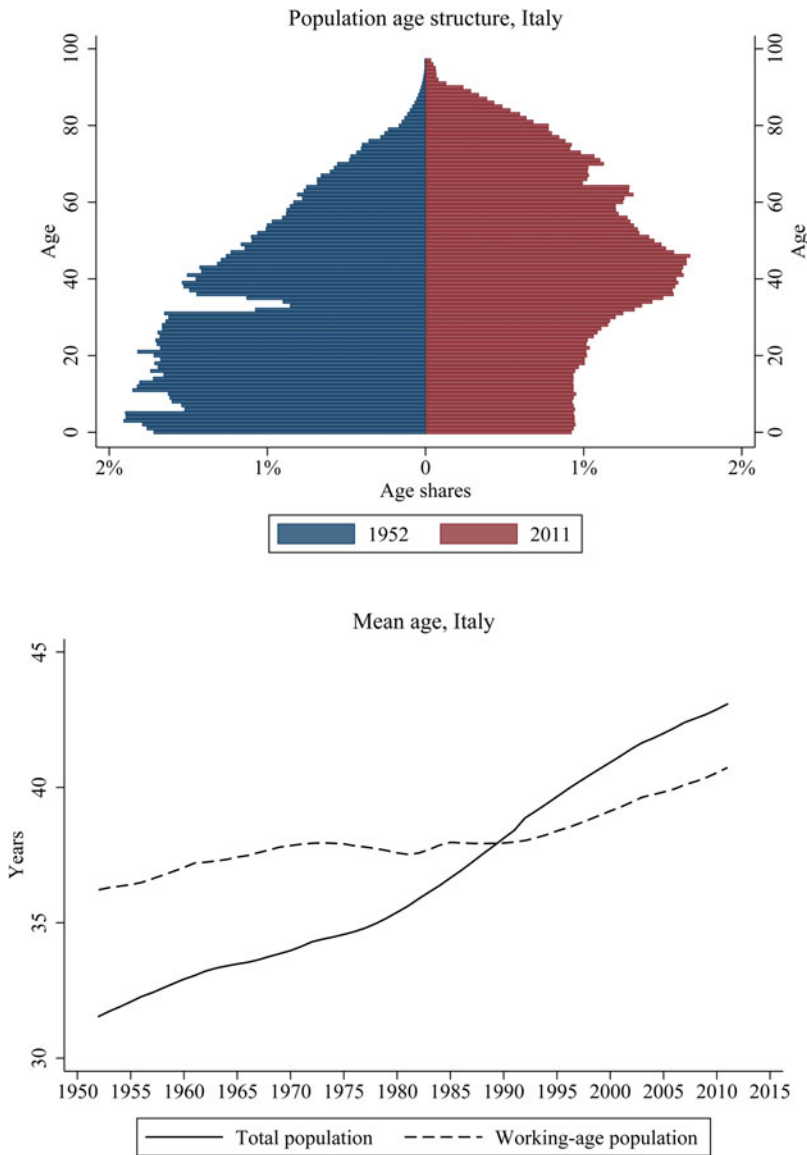 Population age structure, Italy
100
80
60
40
20
0
Age
100
80
60
40
20
0
Age
2% 1% 0 1% 2%
Age shares
1952 2011
Mean age, Italy
45
40
35
30
Years
1950 1955 1960 1965 1970 1975 1980 1985 1990 1995 2000 2005 2010 2015
Total population Working-age population